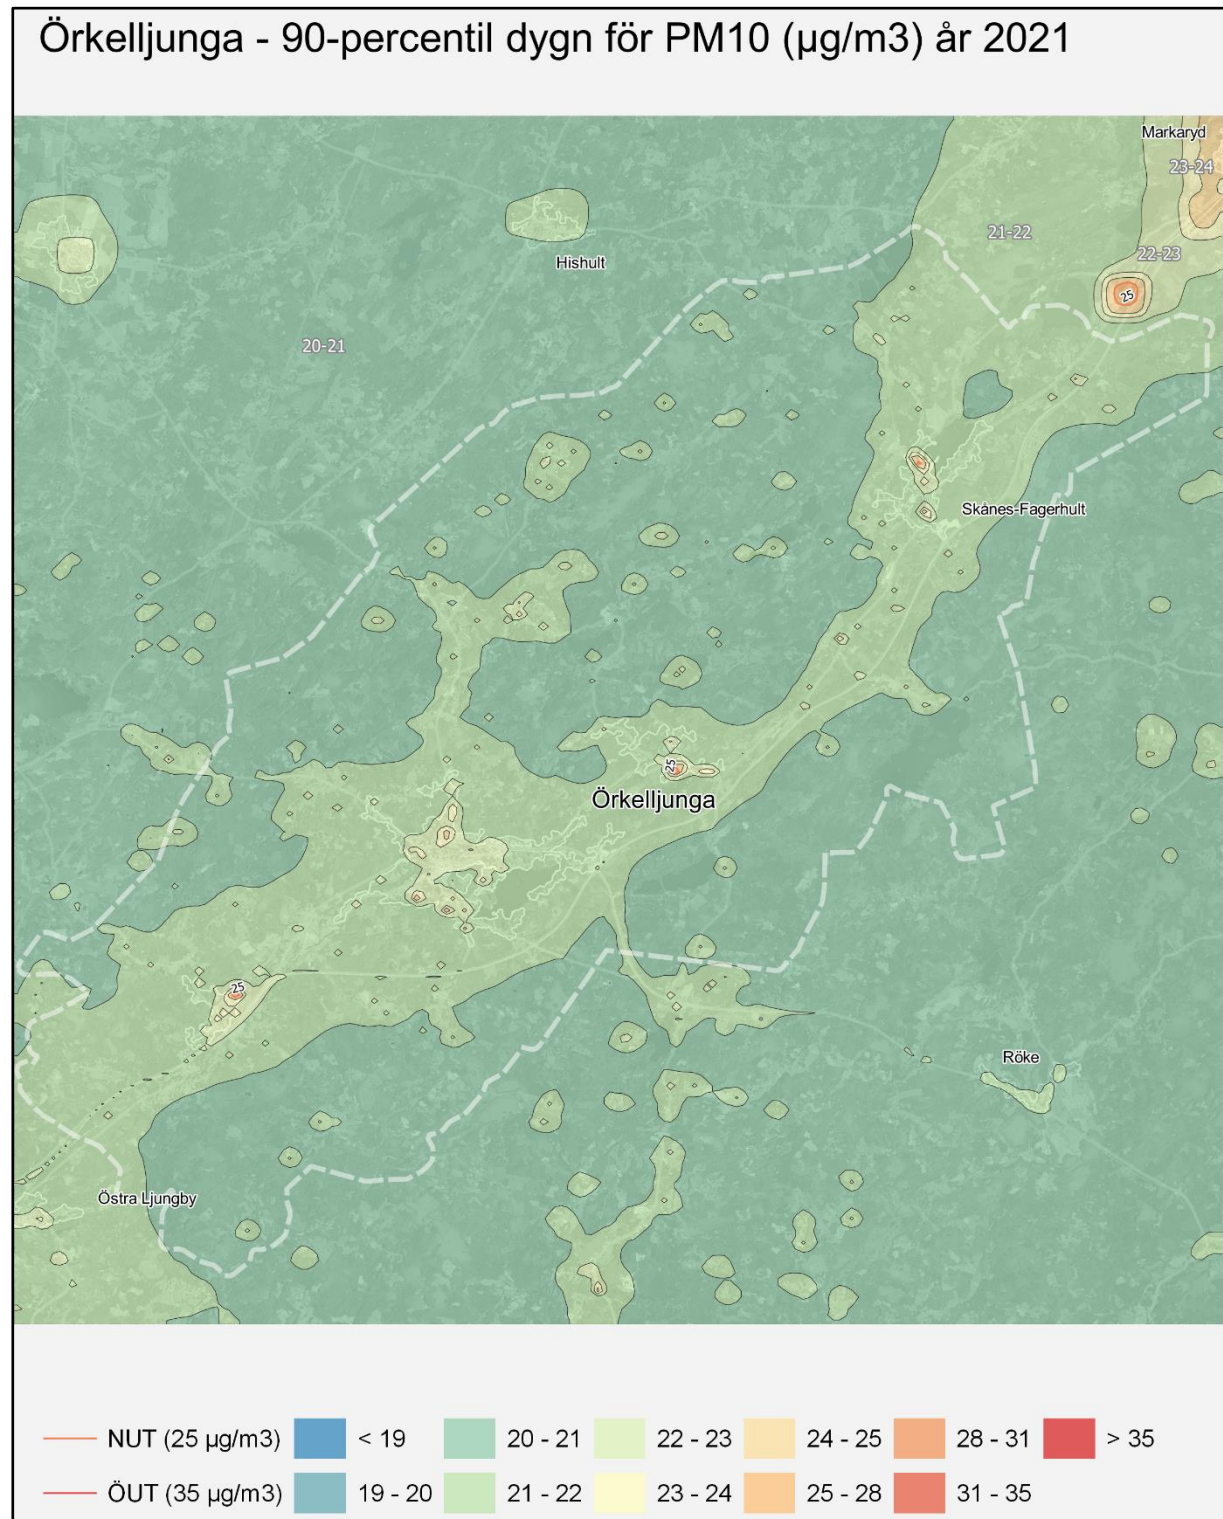 Örkelljunga - 90-percentil dygn för PM10 (µg/m3) år 2021
Markaryd
23-24
21-22
22-23
Hishult
25
20-21
Skånes-Fagerhult
25
Örkelljunga
25
Röke
Östra Ljungby
NUT (25 µg/m3) < 19 20 - 21 22 - 23 24 - 25 28 - 31 > 35
ÖUT (35 µg/m3) 19 - 20 21 - 22 23 - 24 25 - 28 31 - 35